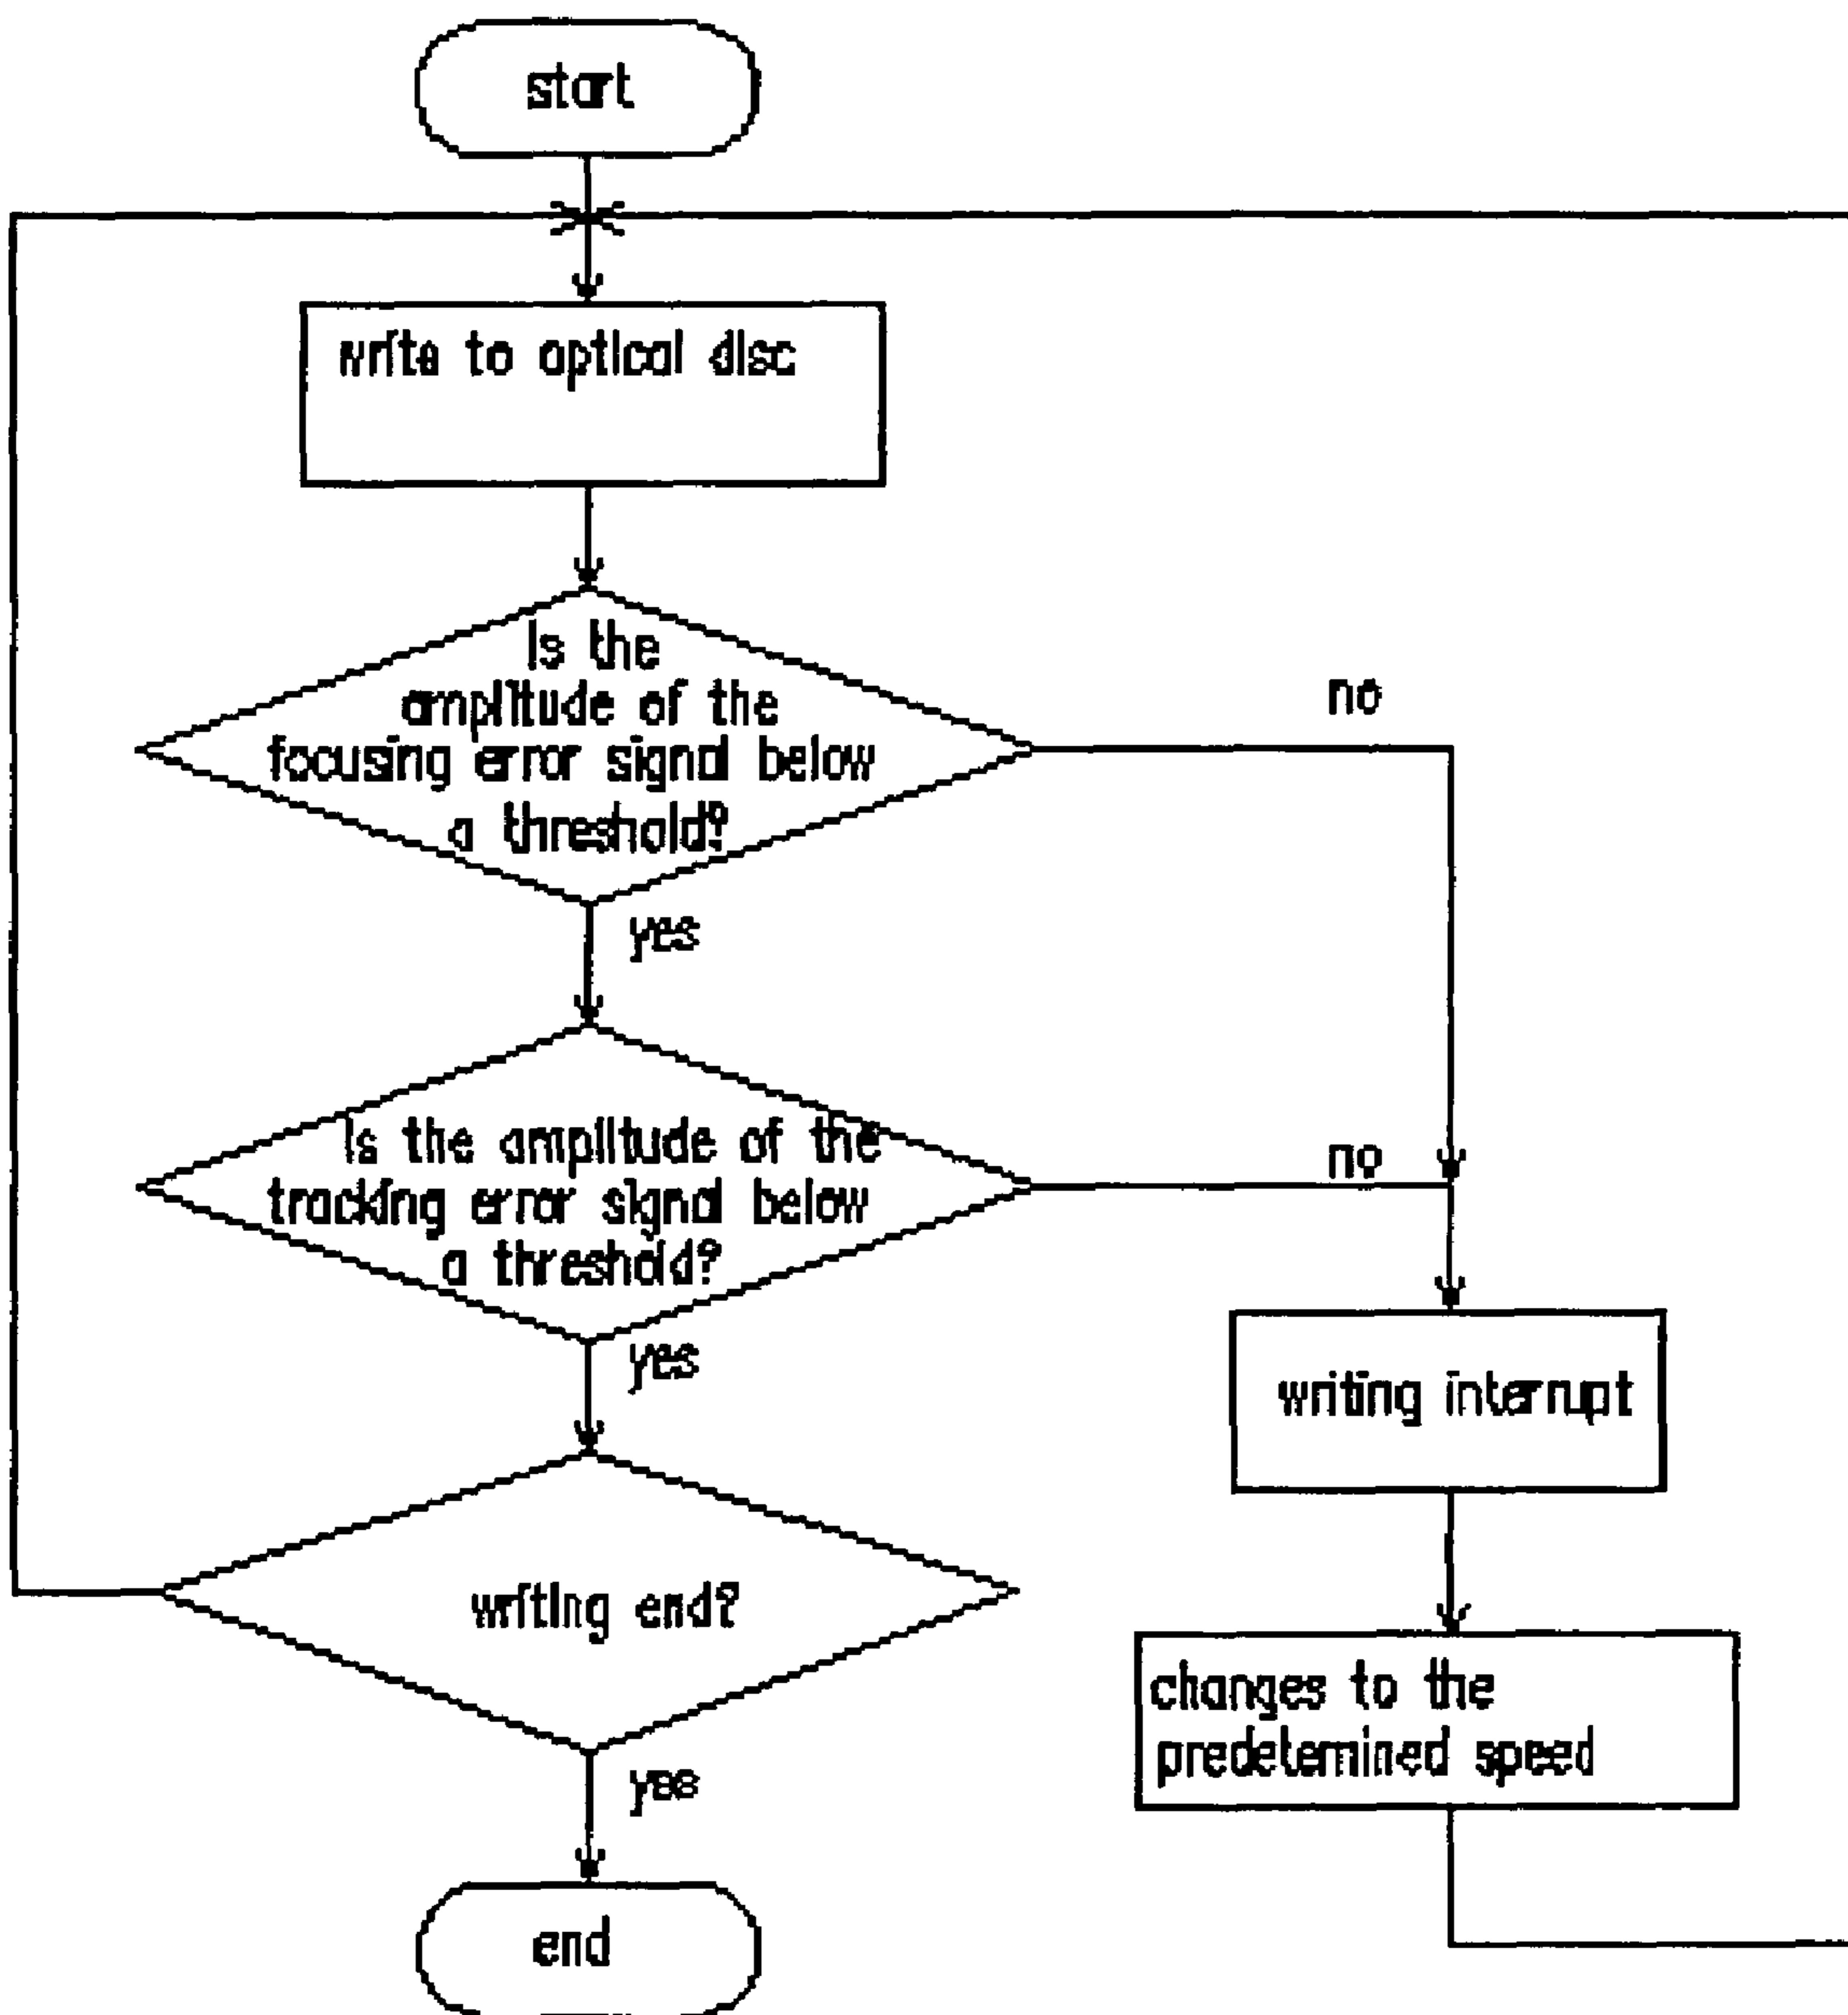 start
write to optical disc
Is the
amplitude of the
focusing error signal below
a threshold?
no
yes
Is the amplitude of the
tracking error signal below
a threshold?
no
yes
writing interrupt
writing end?
changes to the
predetemined speed
yes
end